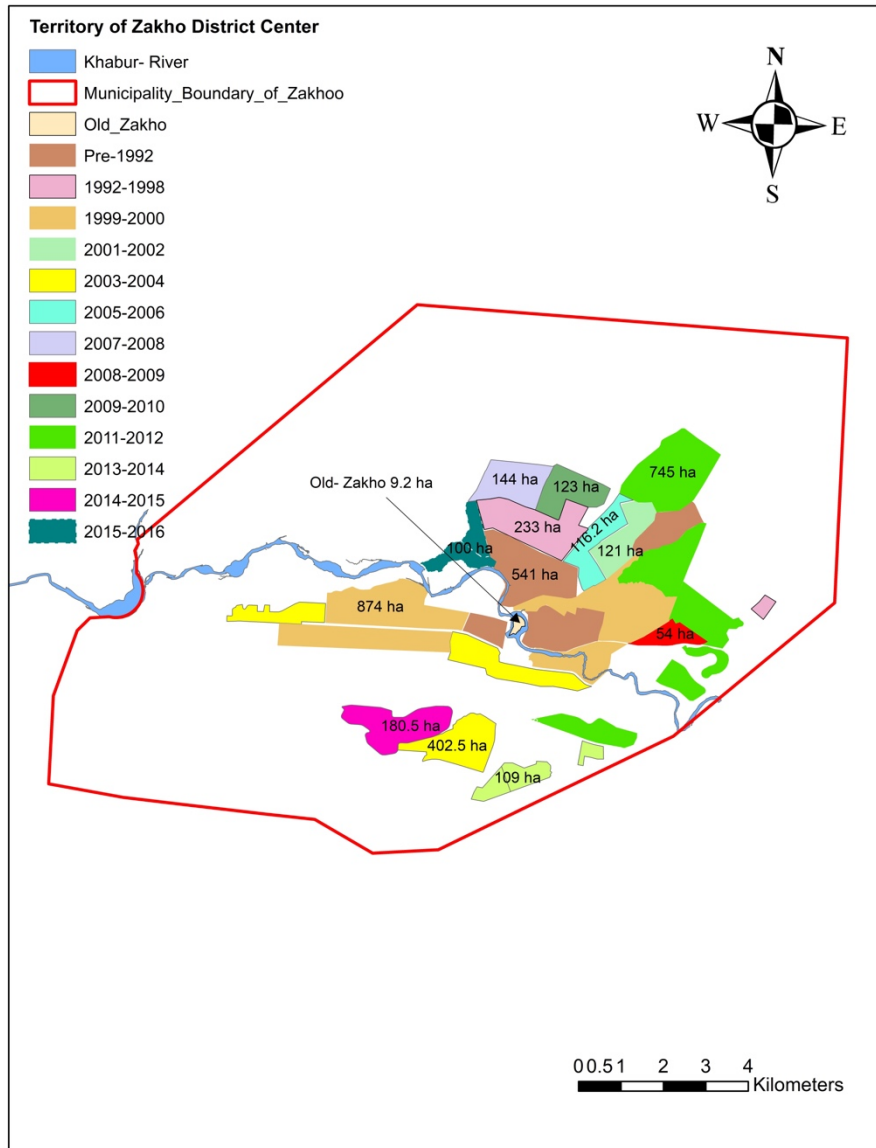 Territory of Zakho District Center
Khabur- River
Municipality_Boundary_of_Zakhoo
Old_Zakho
Pre-1992
1992-1998
1999-2000
2001-2002
2003-2004
2005-2006
2007-2008
2008-2009
2009-2010
2011-2012
2013-2014
2014-2015
2015-2016
N
W
E
S
Old- Zakho 9.2 ha
144 ha
123 ha
745 ha
233 ha
116.2 ha
121 ha
100 ha
541 ha
874 ha
54 ha
180.5 ha
402.5 ha
109 ha
0 0.5 1 2 3 4
Kilometers